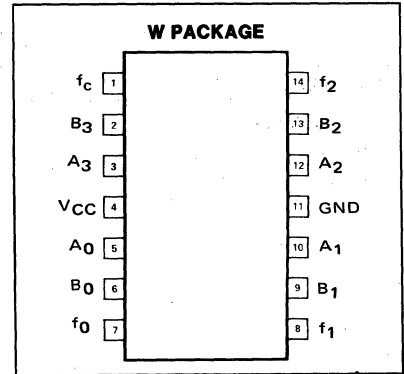 W PACKAGE
fc 1 14 f2
B3 2 13 B2
A3 3 12 A2
VCC 4 11 GND
A0 5 10 A1
B0 6 9 B1
f0 7 8 f1